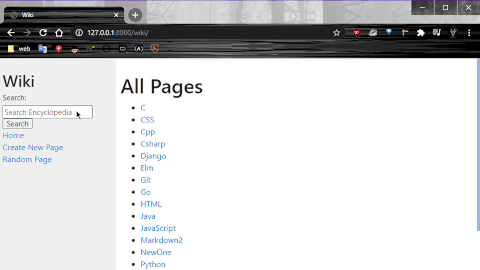 Wiki
127.0.0.1:8000/wiki/
web
Wiki
Search:
Search Encyclopedia
Search
Home
Create New Page
Random Page
All Pages
C
CSS
Cpp
Csharp
Django
Elm
Git
Go
HTML
Java
JavaScript
Markdown2
NewOne
Python